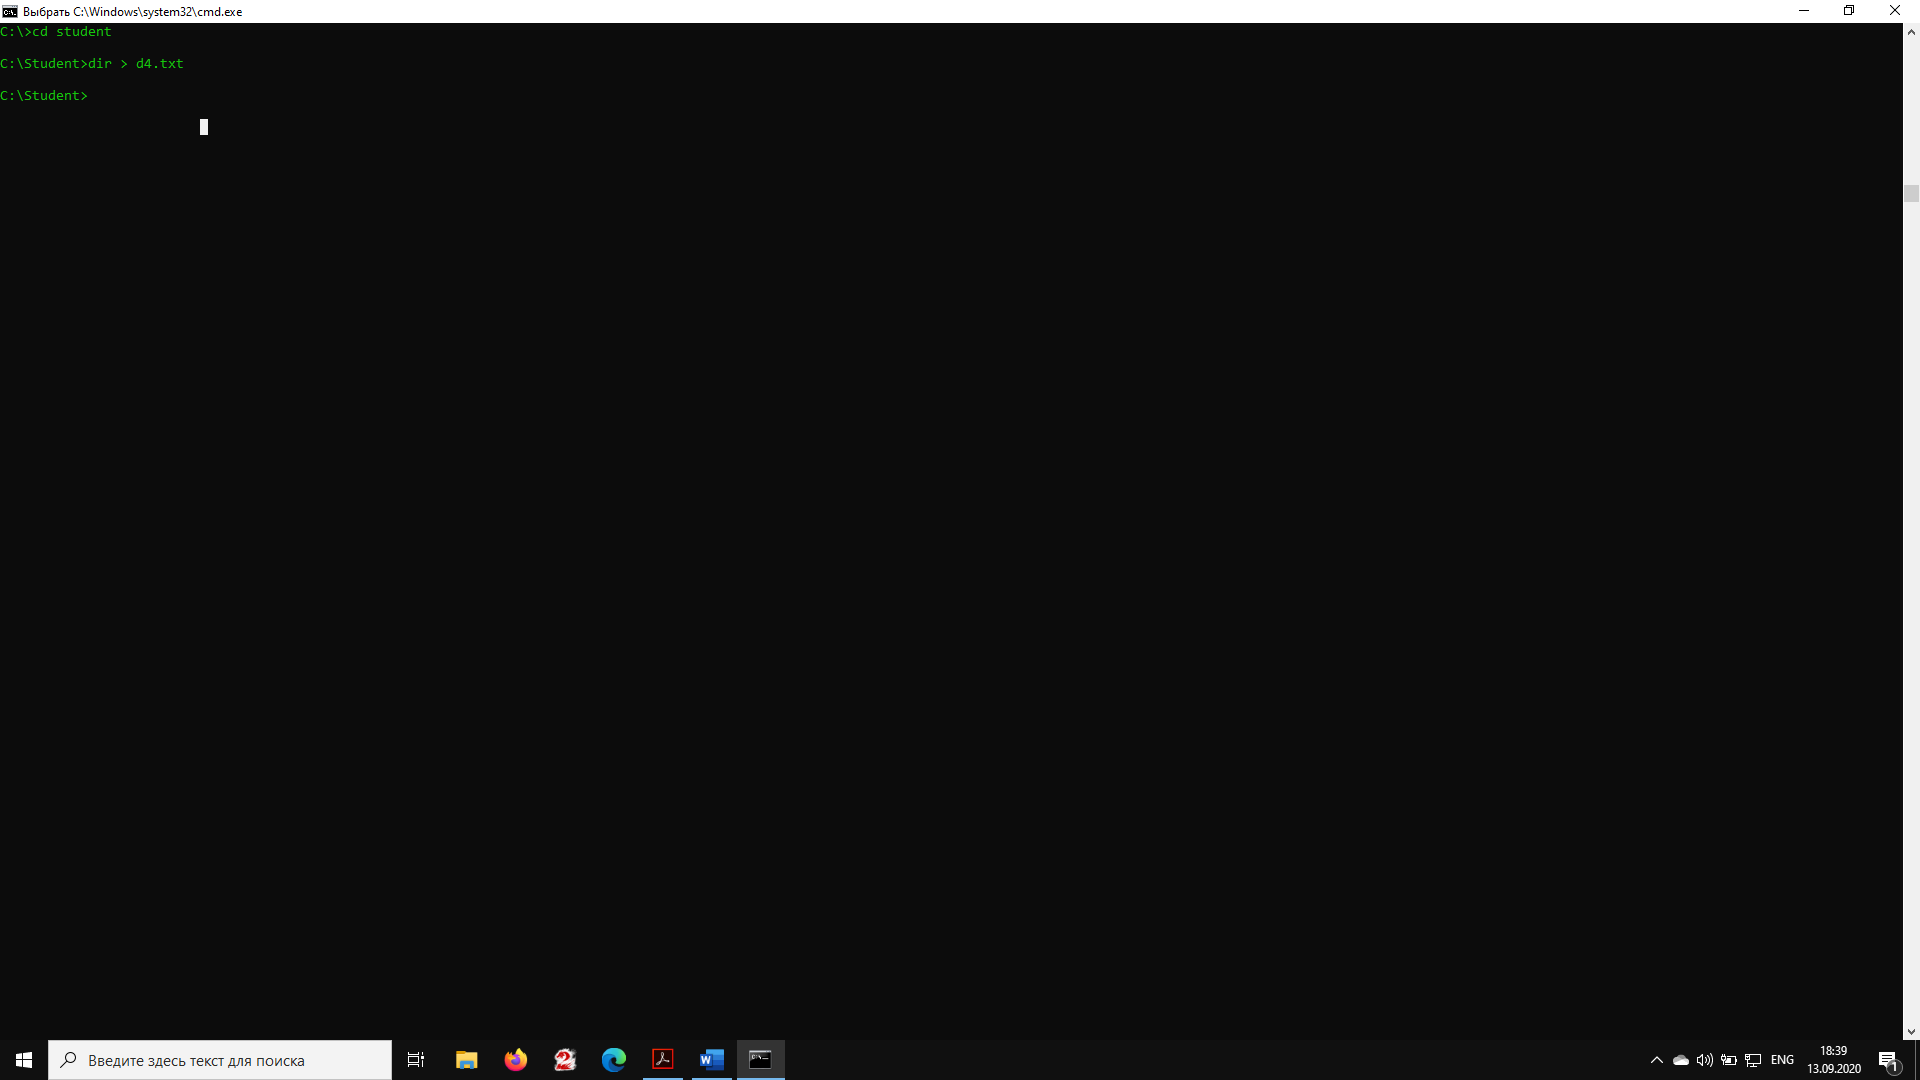 Выбрать C:\Windows\system32\cmd.exe
C:\>cd student
C:\Student>dir > d4.txt
C:\Student>
Введите здесь текст для поиска
ENG
18:39
13.09.2020
1